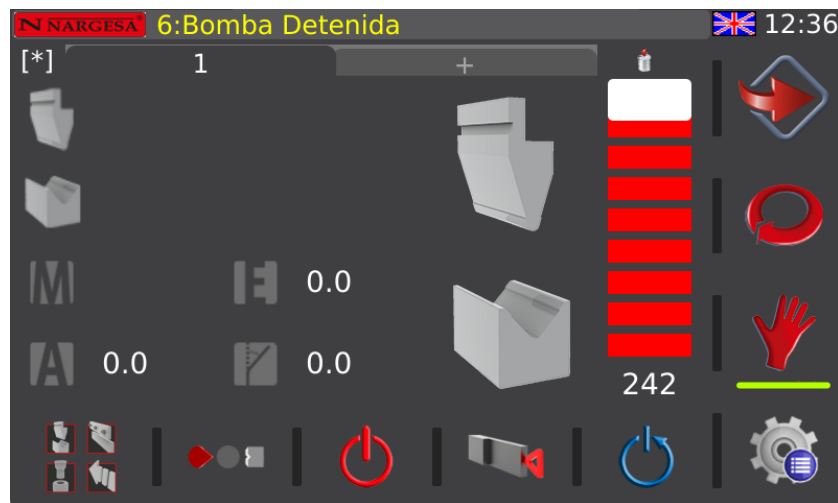 NARGESA 6:Bomba Detenida 12:36
[*] 1 +
M E 0.0
A 0.0 0.0
242